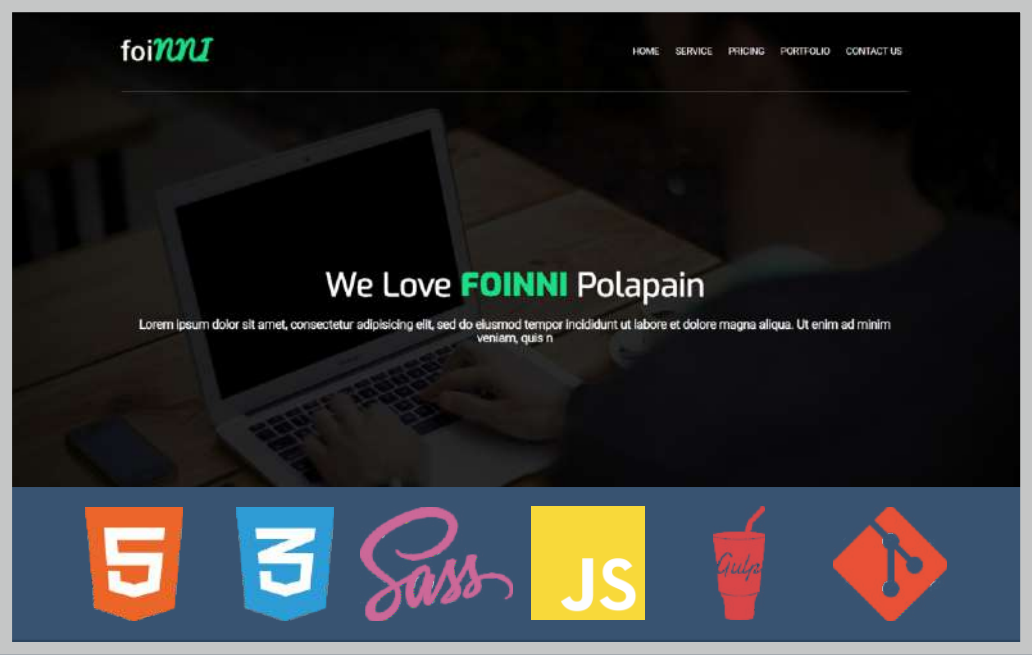 foiNNI
HOME SERVICE PRICING PORTFOLIO CONTACT US
We Love FOINNI Polapain
Lorem ipsum dolor sit amet, consectetur adipisicing elit, sed do eiusmod tempor incididunt ut labore et dolore magna aliqua. Ut enim ad minim
veniam, quis n
5 3 Sass JS Gulp